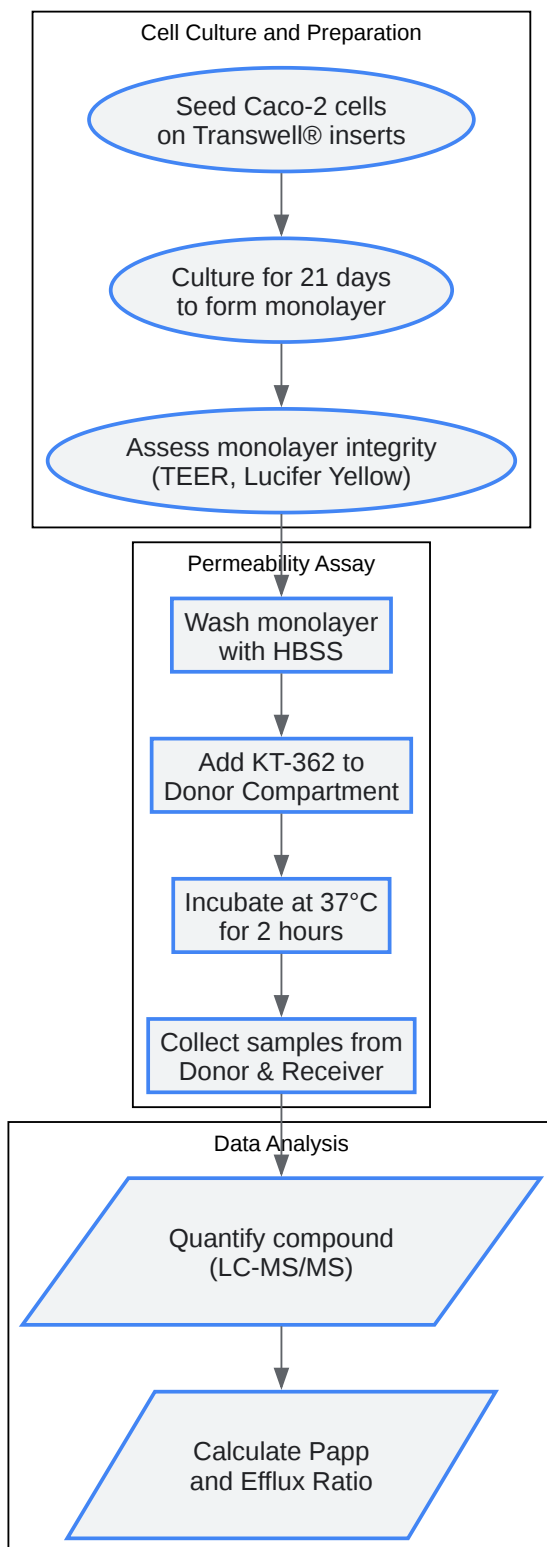 Cell Culture and Preparation
Seed Caco-2 cells
on Transwell® inserts
Culture for 21 days
to form monolayer
Assess monolayer integrity
(TEER, Lucifer Yellow)
Permeability Assay
Wash monolayer
with HBSS
Add KT-362 to
Donor Compartment
Incubate at 37°C
for 2 hours
Collect samples from
Donor & Receiver
Data Analysis
Quantify compound
(LC-MS/MS)
Calculate Papp
and Efflux Ratio